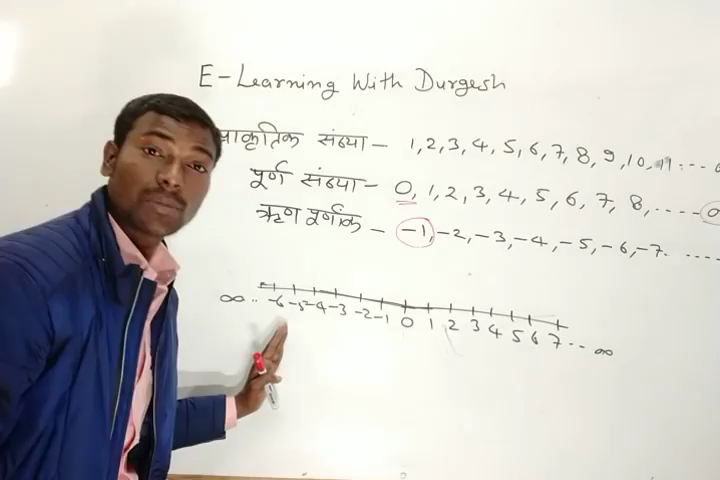 E-Learning With Durgesh
प्राकृतिक संख्या - 1, 2, 3, 4, 5, 6, 7, 8, 9, 10, 11 ....
पूर्ण संख्या - 0, 1, 2, 3, 4, 5, 6, 7, 8, .....
ऋण पूर्णांक - -1, -2, -3, -4, -5, -6, -7. ....
∞ .. -6 -5 -4 -3 -2 -1 0 1 2 3 4 5 6 7 ... ∞